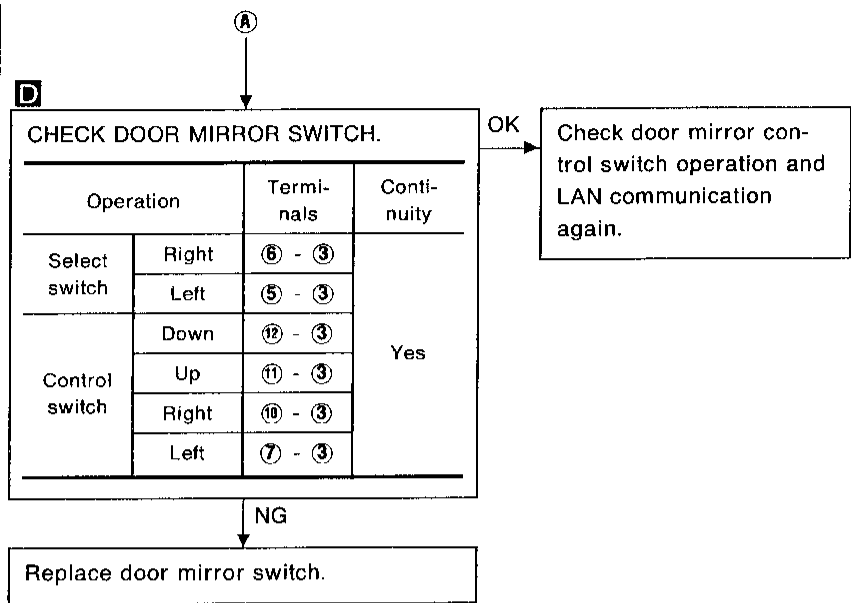 A
D
CHECK DOOR MIRROR SWITCH.
Operation
Termi-
nals
Conti-
nuity
Select
switch
Right
⑥ - ③
Left
⑤ - ③
Control
switch
Down
⑫ - ③
Up
⑪ - ③
Right
⑩ - ③
Left
⑦ - ③
Yes
OK
Check door mirror con-
trol switch operation and
LAN communication
again.
NG
Replace door mirror switch.